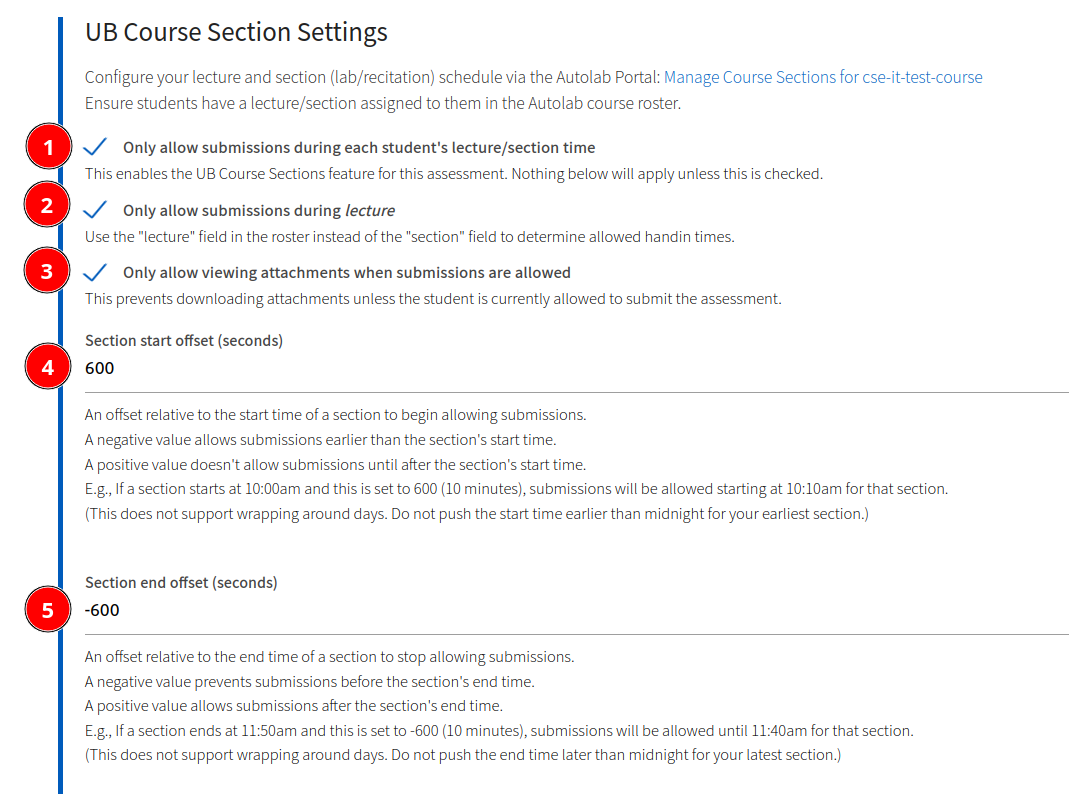 UB Course Section Settings
Configure your lecture and section (lab/recitation) schedule via the Autolab Portal: Manage Course Sections for cse-it-test-course
Ensure students have a lecture/section assigned to them in the Autolab course roster.
1 Only allow submissions during each student's lecture/section time
This enables the UB Course Sections feature for this assessment. Nothing below will apply unless this is checked.
2 Only allow submissions during lecture
Use the "lecture" field in the roster instead of the "section" field to determine allowed handin times.
3 Only allow viewing attachments when submissions are allowed
This prevents downloading attachments unless the student is currently allowed to submit the assessment.
Section start offset (seconds)
4 600
An offset relative to the start time of a section to begin allowing submissions.
A negative value allows submissions earlier than the section's start time.
A positive value doesn't allow submissions until after the section's start time.
E.g., If a section starts at 10:00am and this is set to 600 (10 minutes), submissions will be allowed starting at 10:10am for that section.
(This does not support wrapping around days. Do not push the start time earlier than midnight for your earliest section.)
Section end offset (seconds)
5 -600
An offset relative to the end time of a section to stop allowing submissions.
A negative value prevents submissions before the section's end time.
A positive value allows submissions after the section's end time.
E.g., If a section ends at 11:50am and this is set to -600 (10 minutes), submissions will be allowed until 11:40am for that section.
(This does not support wrapping around days. Do not push the end time later than midnight for your latest section.)